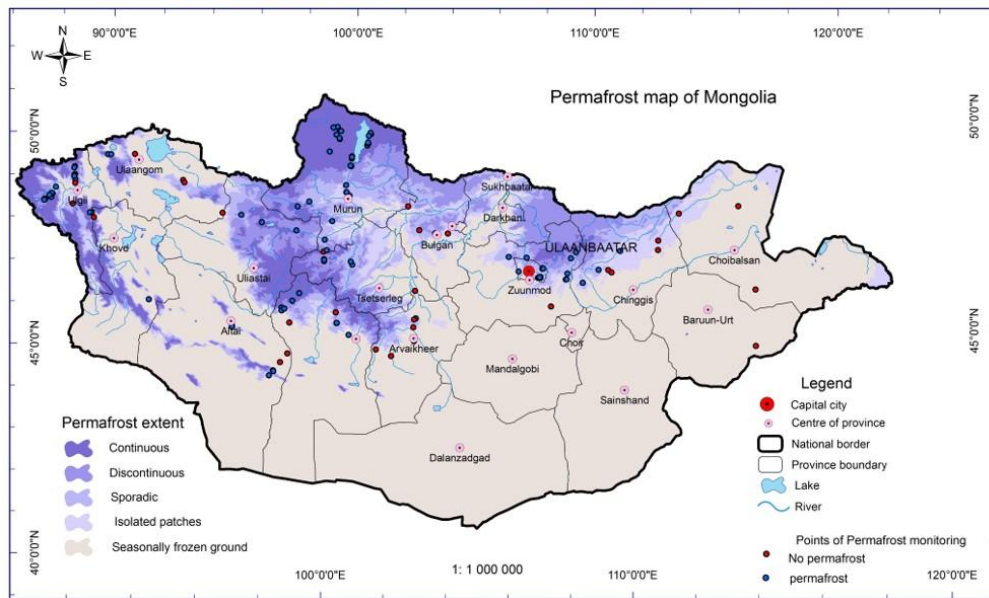 90°0'0"E
100°0'0"E
110°0'0"E
120°0'0"E
N
W E
S
Permafrost map of Mongolia
50°0'0"N
50°0'0"N
Ulaangom
Ulgii
Khovd
Murun
Sukhbaatar
Darkhan
Bulgan
ULAANBAATAR
Choibalsan
Uliastai
Tsetserleg
Zuunmod
Chinggis
Baruun-Urt
Altai
Arvaikheer
Choir
45°0'0"N
45°0'0"N
Mandalgobi
Sainshand
Dalanzadgad
Permafrost extent
Continuous
Discontinuous
Sporadic
Isolated patches
Seasonally frozen ground
Legend
Capital city
Centre of province
National border
Province boundary
Lake
River
Points of Permafrost monitoring
No permafrost
permafrost
40°0'0"N
40°0'0"N
1: 1 000 000
100°0'0"E
110°0'0"E
120°0'0"E